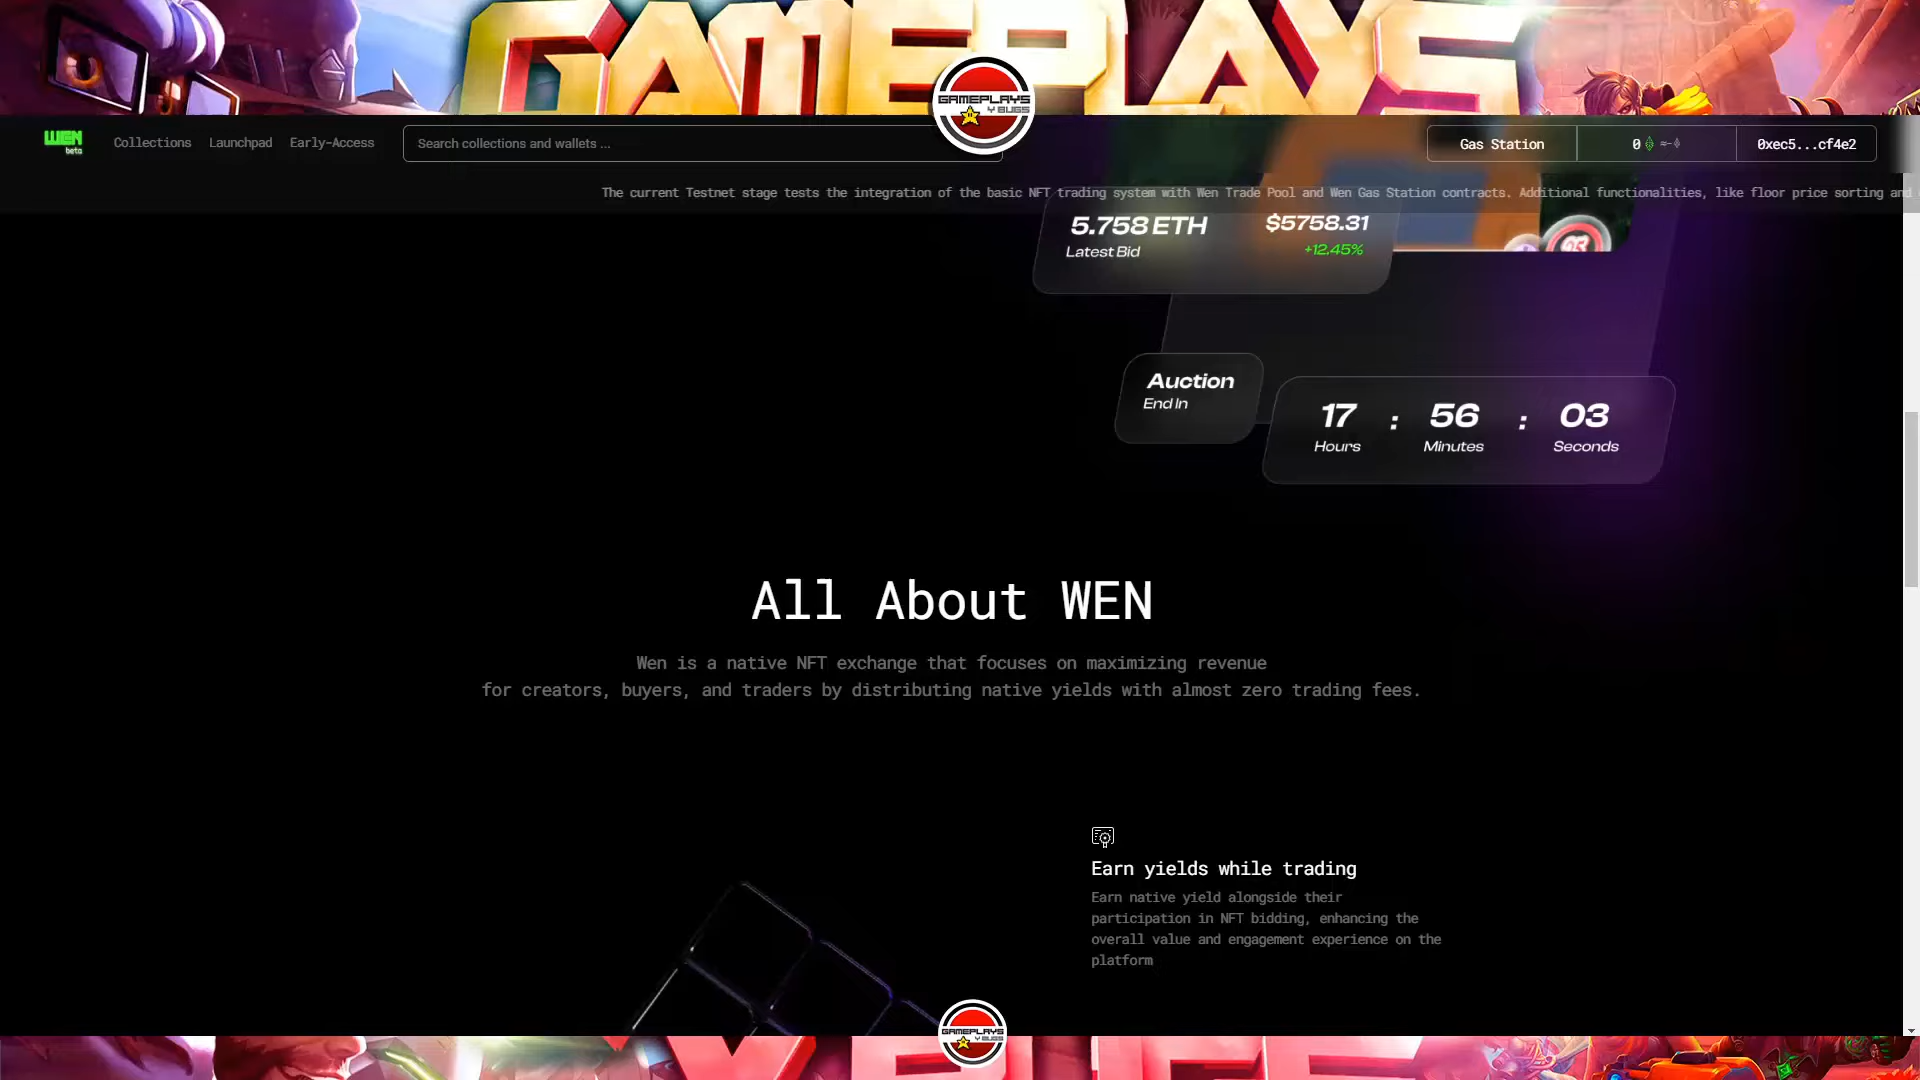 GAMEPLAYS
GAMEPLAYS
Y BUGS
WEN
beta
Collections
Launchpad
Early-Access
Search collections and wallets ...
Gas Station
0
0xec5...cf4e2
The current Testnet stage tests the integration of the basic NFT trading system with Wen Trade Pool and Wen Gas Station contracts. Additional functionalities, like floor price sorting and
5.758 ETH
$5758.31
Latest Bid
+12.45%
Auction
End In
17 : 56 : 03
Hours
Minutes
Seconds
All About WEN
Wen is a native NFT exchange that focuses on maximizing revenue
for creators, buyers, and traders by distributing native yields with almost zero trading fees.
Earn yields while trading
Earn native yield alongside their
participation in NFT bidding, enhancing the
overall value and engagement experience on the
platform
GAMEPLAYS
Y BUGS